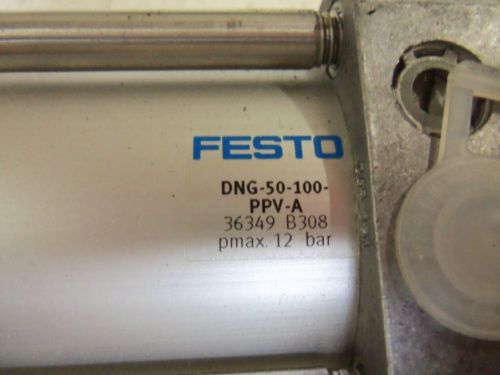 FESTO
DNG-50-100-
PPV-A
36349 B308
pmax. 12 bar